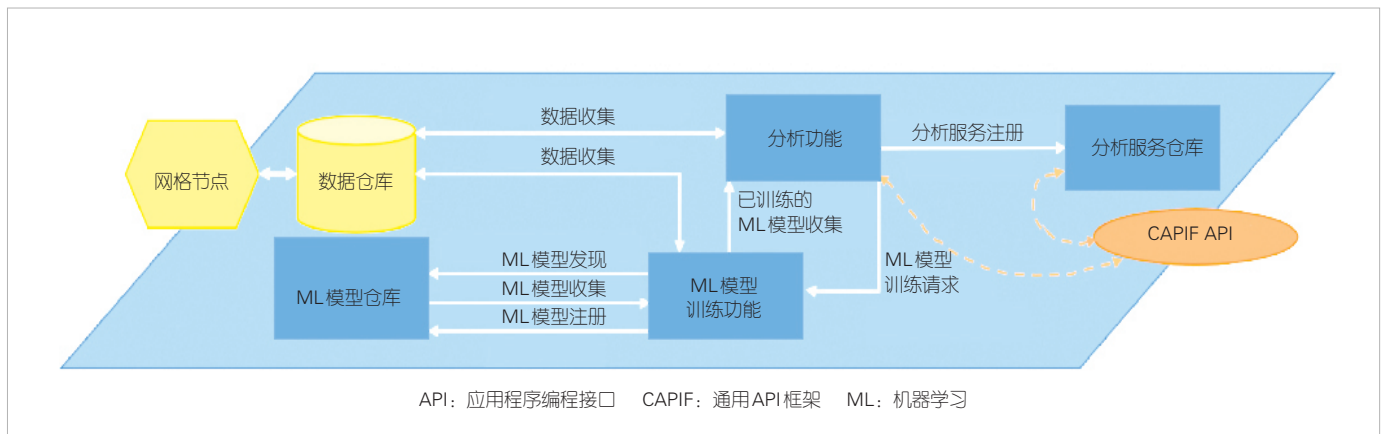 数据收集
分析功能
分析服务注册
分析服务仓库
数据收集
网格节点
数据仓库
已训练的
ML模型收集
CAPIF API
ML模型发现
ML模型
训练请求
ML模型仓库
ML模型收集
ML模型
训练功能
ML模型注册
API：应用程序编程接口 CAPIF：通用API框架 ML：机器学习